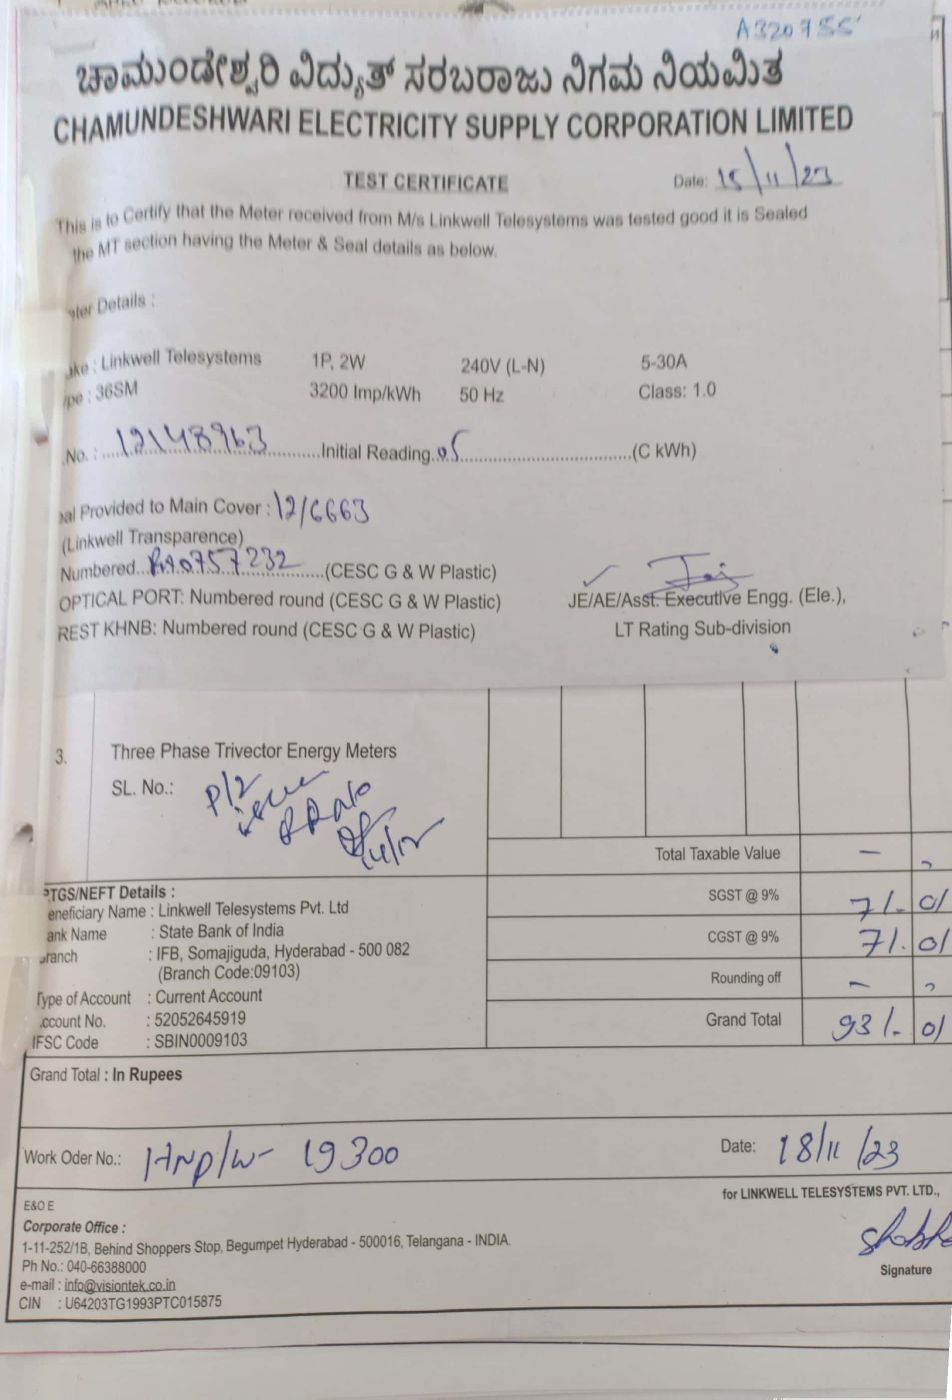 A320755
ಚಾಮುಂಡೇಶ್ವರಿ ವಿದ್ಯುತ್ ಸರಬರಾಜು ನಿಗಮ ನಿಯಮಿತ
CHAMUNDESHWARI ELECTRICITY SUPPLY CORPORATION LIMITED
TEST CERTIFICATE
Date: 15/11/23
This is to Certify that the Meter received from M/s Linkwell Telesystems was tested good it is Sealed
the MT section having the Meter & Seal details as below.
eter Details :
ake : Linkwell Telesystems 1P, 2W 240V (L-N) 5-30A
ype : 36SM 3200 Imp/kWh 50 Hz Class: 1.0
.No. : 12148963 Initial Reading 05 (C kWh)
eal Provided to Main Cover : 12/6663
(Linkwell Transparence)
Numbered 0757232 (CESC G & W Plastic)
OPTICAL PORT: Numbered round (CESC G & W Plastic) JE/AE/Asst. Executive Engg. (Ele.),
REST KHNB: Numbered round (CESC G & W Plastic) LT Rating Sub-division
3. Three Phase Trivector Energy Meters
SL. No.: P/2
Total Taxable Value -
RTGS/NEFT Details :
eneficiary Name : Linkwell Telesystems Pvt. Ltd SGST @ 9% 71.01
ank Name : State Bank of India
ranch : IFB, Somajiguda, Hyderabad - 500 082 CGST @ 9% 71.01
(Branch Code:09103) Rounding off -
Type of Account : Current Account
ccount No. : 52052645919 Grand Total 931.01
IFSC Code : SBIN0009103
Grand Total : In Rupees
Work Oder No.: HNP/W- 19300 Date: 18/11/23
for LINKWELL TELESYSTEMS PVT. LTD.,
E&O E
Corporate Office :
1-11-252/1B, Behind Shoppers Stop, Begumpet Hyderabad - 500016, Telangana - INDIA.
Ph No.: 040-66388000 Signature
e-mail : info@visiontek.co.in
CIN : U64203TG1993PTC015875